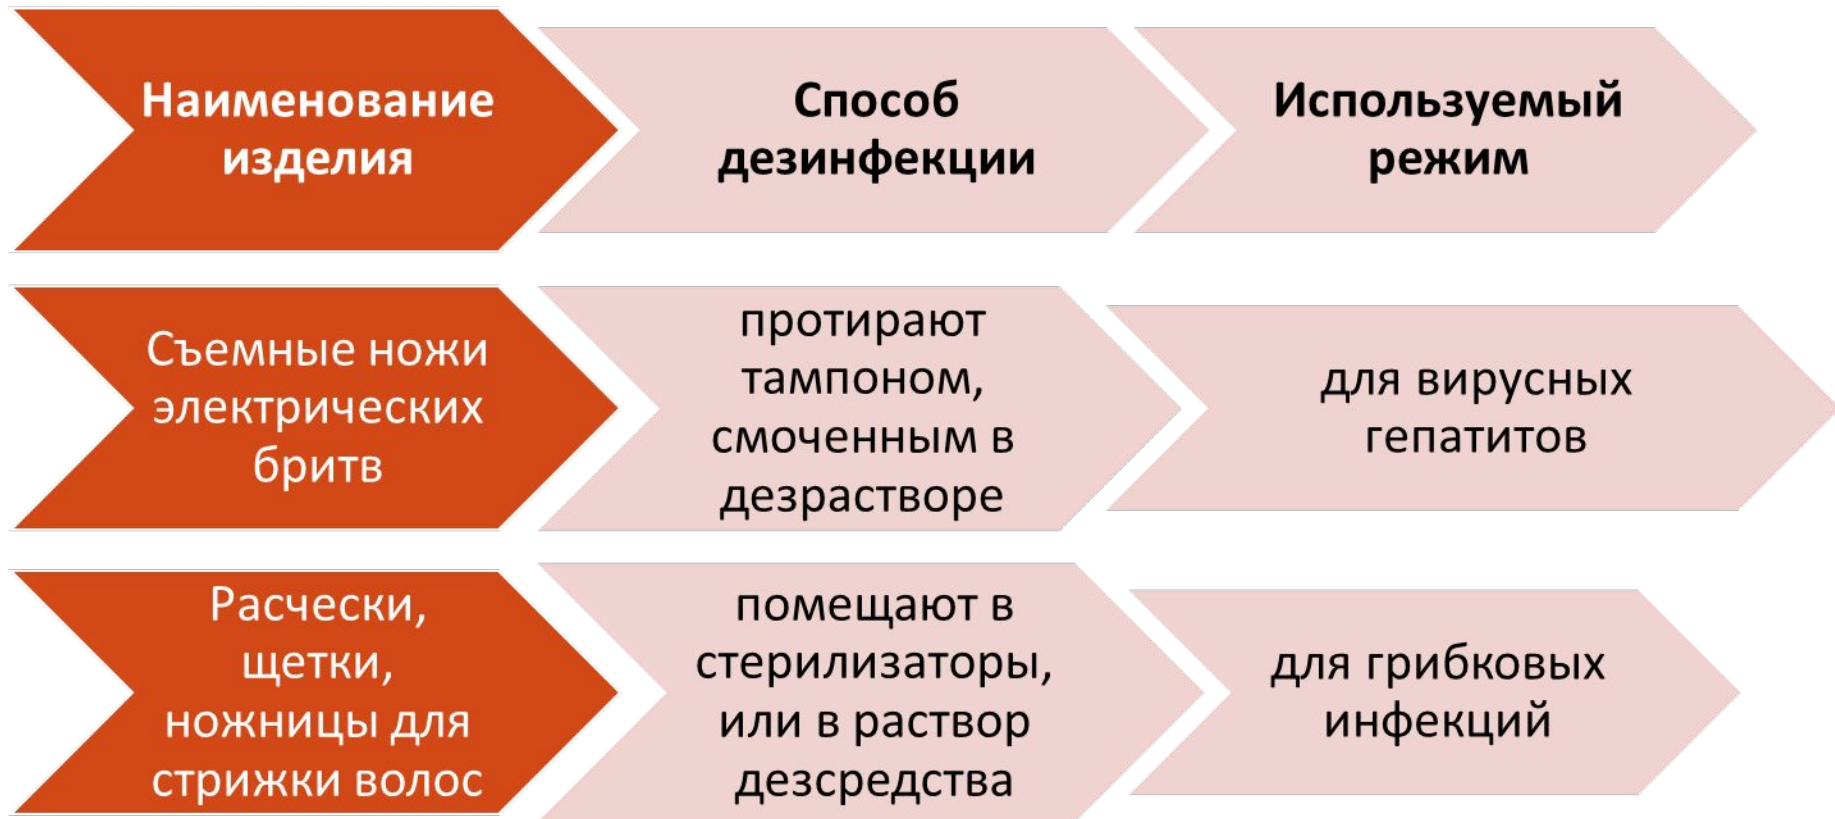 Наименование
изделия
Способ
дезинфекции
Используемый
режим
Съемные ножи
электрических
бритв
протирают
тампоном,
смоченным в
дезрастворе
для вирусных
гепатитов
Расчески,
щетки,
ножницы для
стрижки волос
помещают в
стерилизаторы,
или в раствор
дезсредства
для грибковых
инфекций